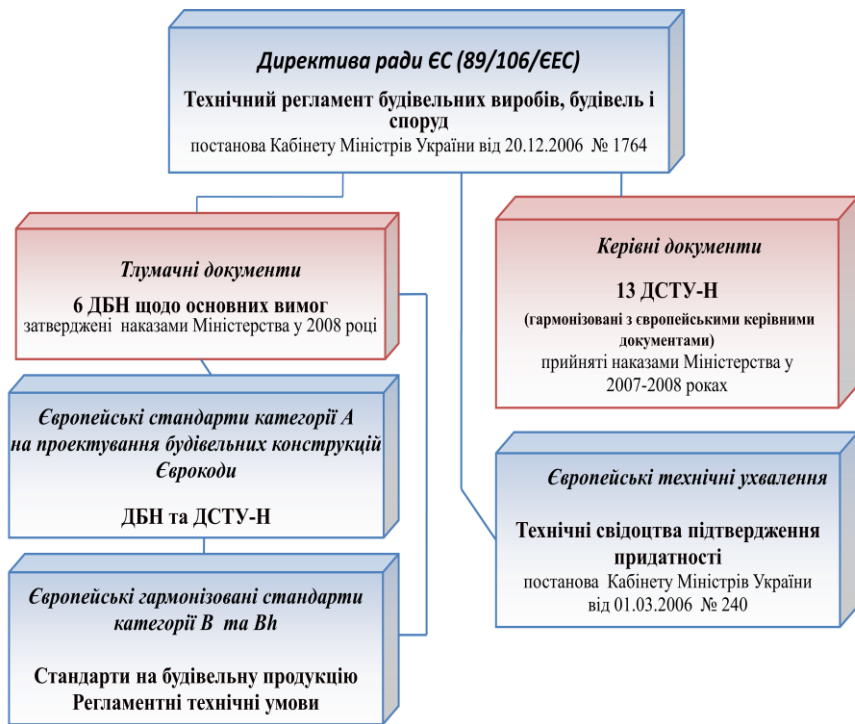 Директива ради ЄС (89/106/ЄЕС)
Технічний регламент будівельних виробів, будівель і
споруд
постанова Кабінету Міністрів України від 20.12.2006 № 1764
Тлумачні документи
6 ДБН щодо основних вимог
затверджені наказами Міністерства у 2008 році
Керівні документи
13 ДСТУ-Н
(гармонізовані з європейськими керівними
документами)
прийняті наказами Міністерства у
2007-2008 роках
Європейські стандарти категорії А
на проектування будівельних конструкцій
Єврокоди
ДБН та ДСТУ-Н
Європейські технічні ухвалення
Технічні свідоцтва підтвердження
придатності
постанова Кабінету Міністрів України
від 01.03.2006 № 240
Європейські гармонізовані стандарти
категорії В та Вh
Стандарти на будівельну продукцію
Регламентні технічні умови